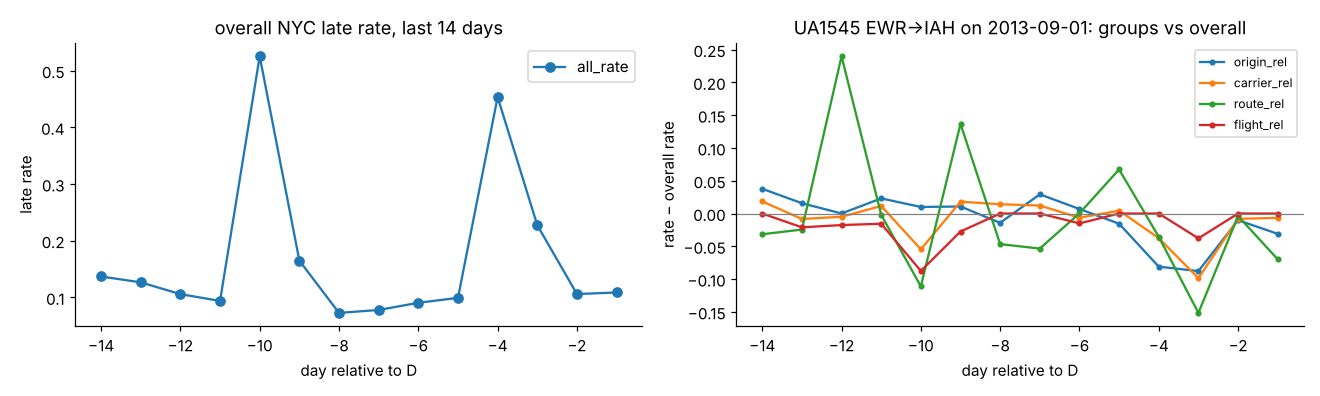 overall NYC late rate, last 14 days
late rate
0.5
0.4
0.3
0.2
0.1
all_rate
−14
−12
−10
−8
−6
−4
−2
day relative to D
UA1545 EWR→IAH on 2013-09-01: groups vs overall
rate − overall rate
0.25
0.20
0.15
0.10
0.05
0.00
−0.05
−0.10
−0.15
origin_rel
carrier_rel
route_rel
flight_rel
−14
−12
−10
−8
−6
−4
−2
day relative to D